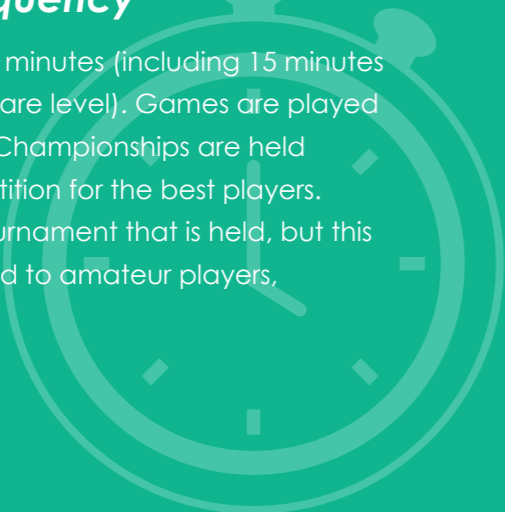 quency
minutes (including 15 minutes
are level). Games are played
Championships are held
tition for the best players.
urnament that is held, but this
d to amateur players,